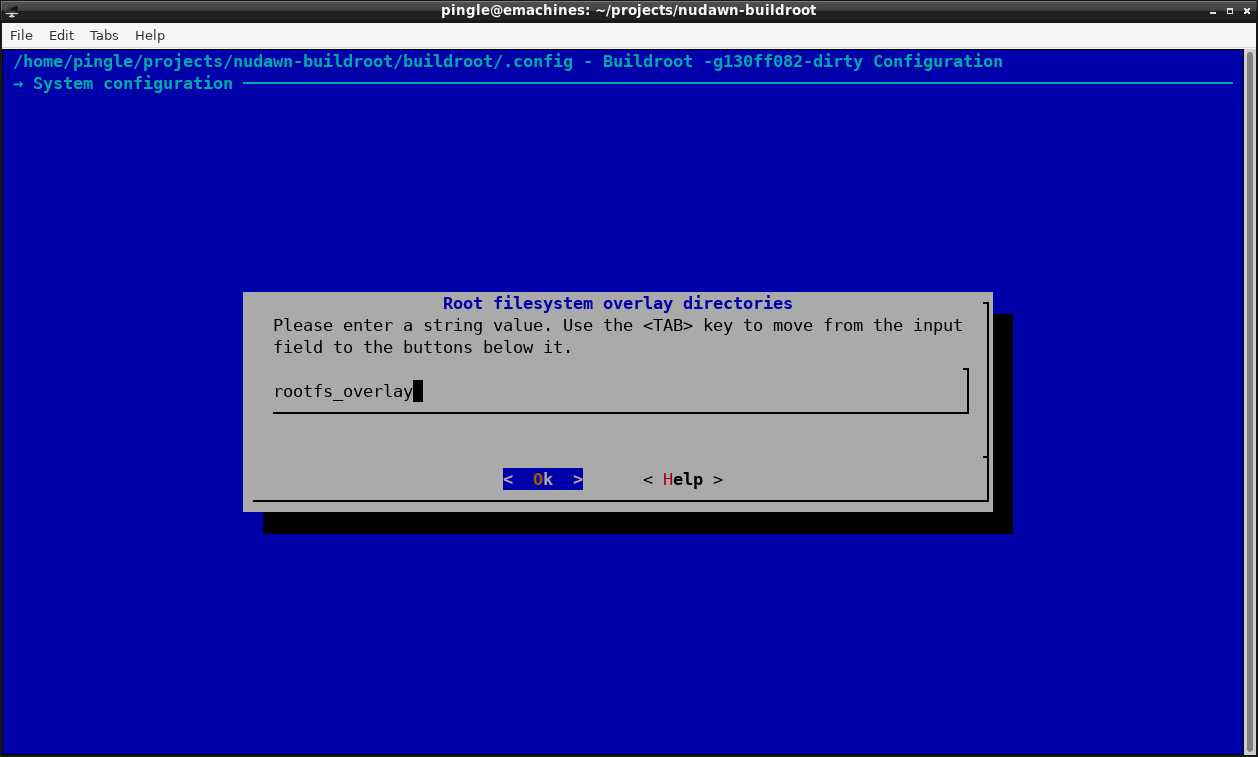 pingle@emachines: ~/projects/nudawn-buildroot
File Edit Tabs Help
/home/pingle/projects/nudawn-buildroot/buildroot/.config - Buildroot -g130ff082-dirty Configuration
→ System configuration
Root filesystem overlay directories
Please enter a string value. Use the <TAB> key to move from the input
field to the buttons below it.
rootfs_overlay
< Ok > < Help >